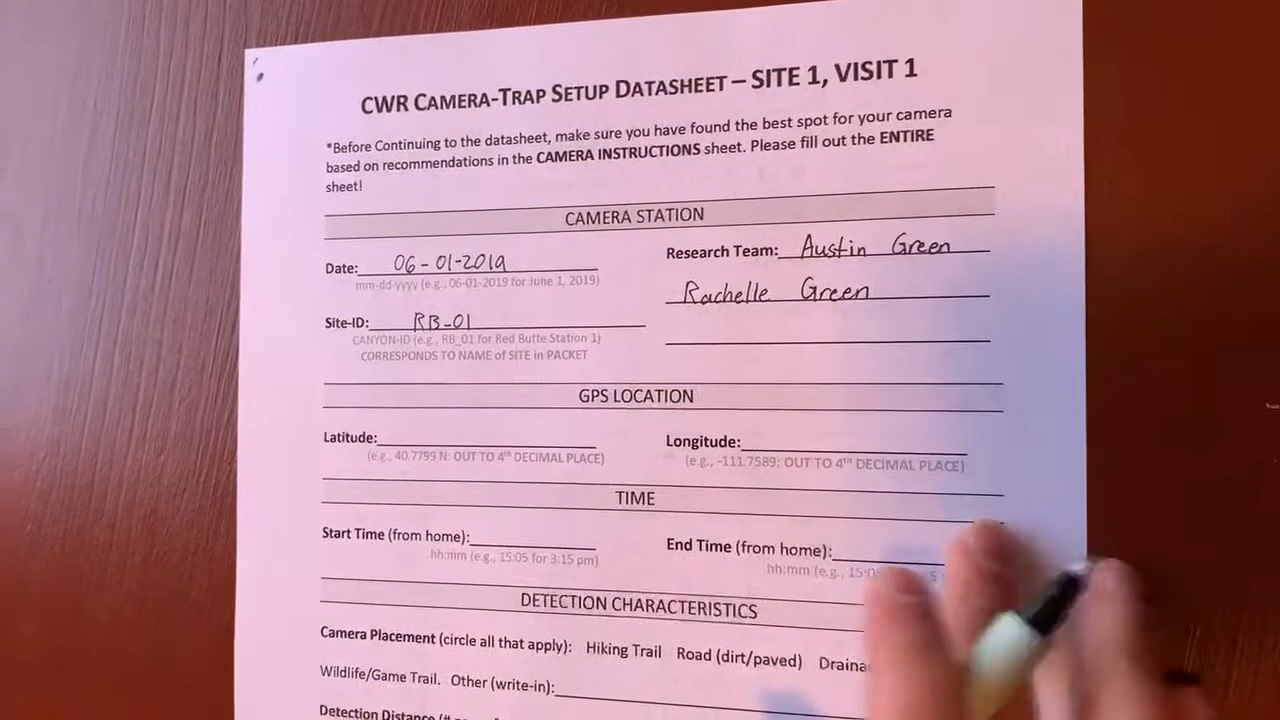 CWR CAMERA-TRAP SETUP DATASHEET – SITE 1, VISIT 1
*Before Continuing to the datasheet, make sure you have found the best spot for your camera
based on recommendations in the CAMERA INSTRUCTIONS sheet. Please fill out the ENTIRE
sheet!
CAMERA STATION
Date: 06-01-2019
mm-dd-yyyy (e.g., 06-01-2019 for June 1, 2019)
Research Team: Austin Green
Rachelle Green
Site-ID: RB-01
CANYON-ID (e.g., RB_01 for Red Butte Station 1)
CORRESPONDS TO NAME of SITE in PACKET
GPS LOCATION
Latitude:
(e.g., 40.7799 N: OUT TO 4th DECIMAL PLACE)
Longitude:
(e.g., -111.7589: OUT TO 4th DECIMAL PLACE)
TIME
Start Time (from home):
hh:mm (e.g., 15:05 for 3:15 pm)
End Time (from home):
hh:mm (e.g., 15:05
DETECTION CHARACTERISTICS
Camera Placement (circle all that apply): Hiking Trail Road (dirt/paved)
Wildlife/Game Trail. Other (write-in):
Detection Distance